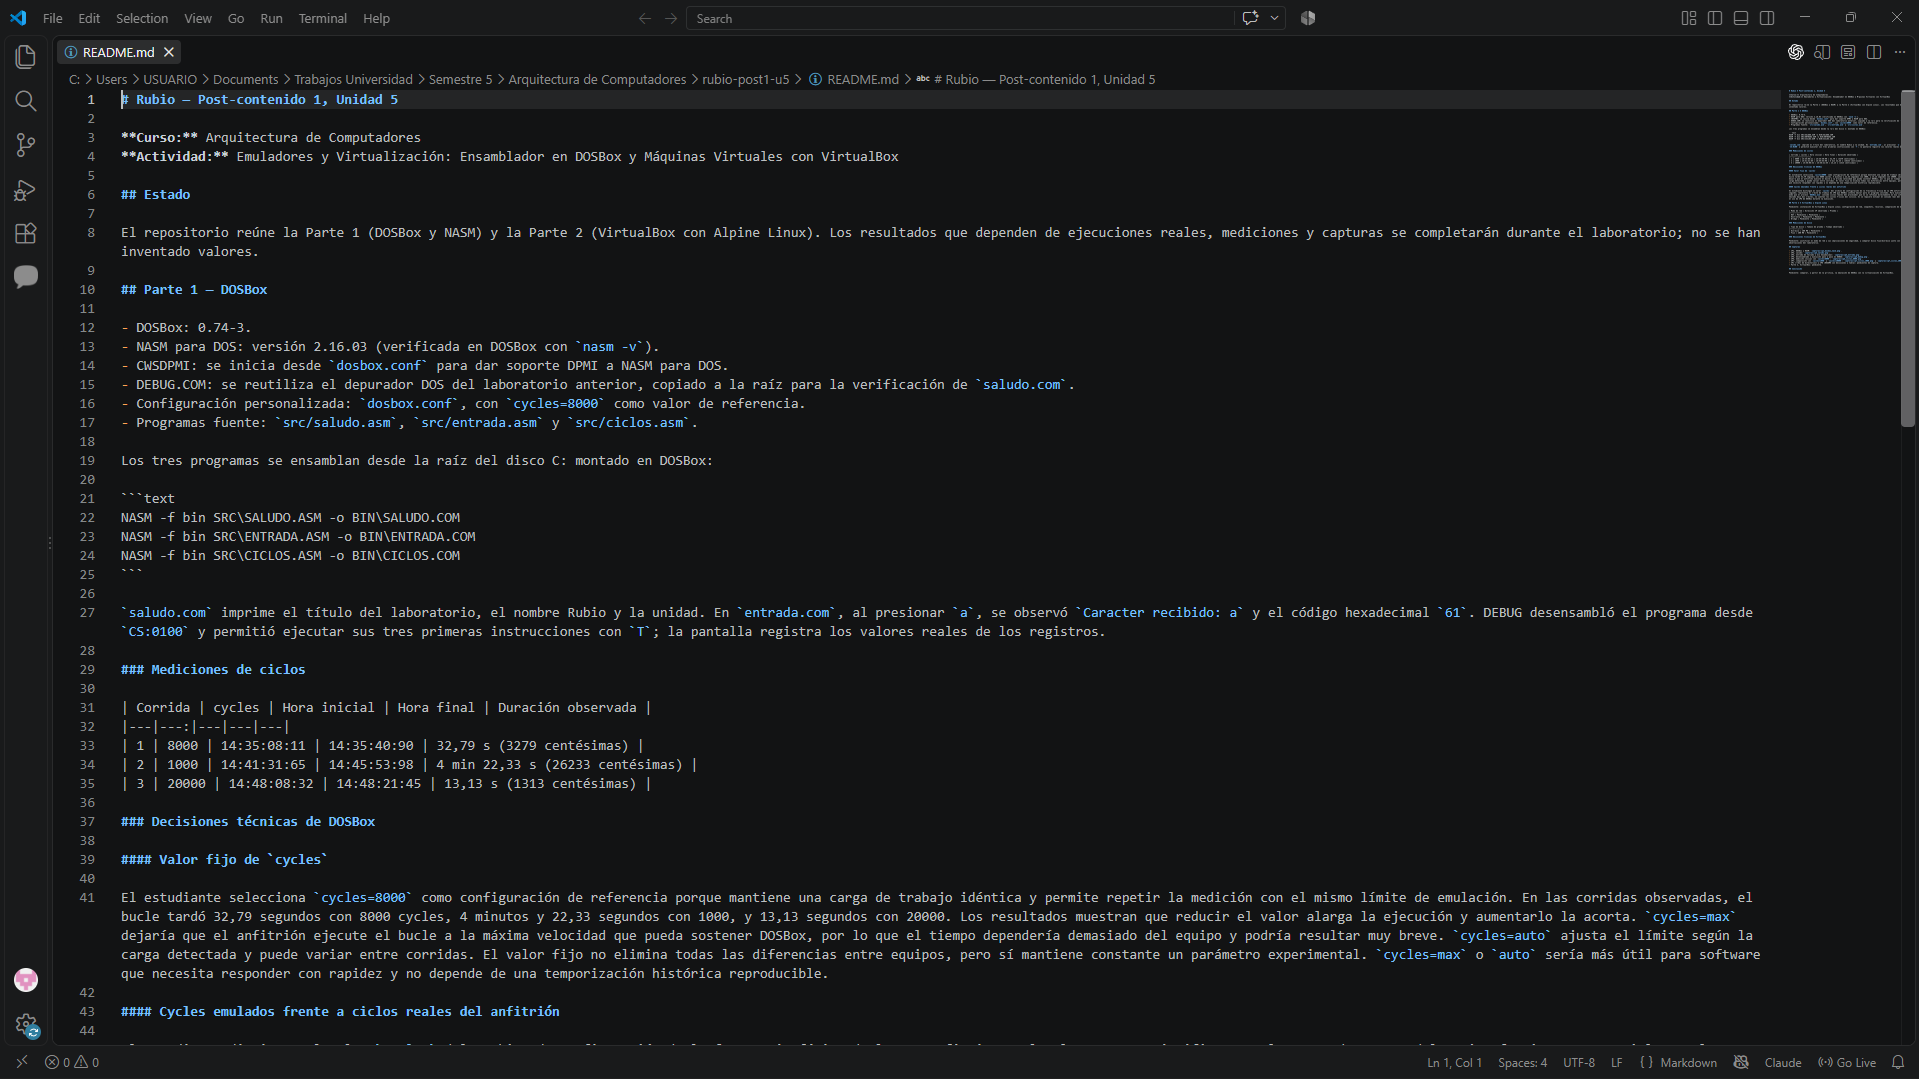 File Edit Selection View Go Run Terminal Help
Search
README.md
C: > Users > USUARIO > Documents > Trabajos Universidad > Semestre 5 > Arquitectura de Computadores > rubio-post1-u5 > README.md > abc # Rubio — Post-contenido 1, Unidad 5
1 # Rubio — Post-contenido 1, Unidad 5
2
3 **Curso:** Arquitectura de Computadores
4 **Actividad:** Emuladores y Virtualización: Ensamblador en DOSBox y Máquinas Virtuales con VirtualBox
5
6 ## Estado
7
8 El repositorio reúne la Parte 1 (DOSBox y NASM) y la Parte 2 (VirtualBox con Alpine Linux). Los resultados que dependen de ejecuciones reales, mediciones y capturas se completarán durante el laboratorio; no se han
inventado valores.
9
10 ## Parte 1 — DOSBox
11
12 - DOSBox: 0.74-3.
13 - NASM para DOS: versión 2.16.03 (verificada en DOSBox con `nasm -v`).
14 - CWSDPMI: se inicia desde `dosbox.conf` para dar soporte DPMI a NASM para DOS.
15 - DEBUG.COM: se reutiliza el depurador DOS del laboratorio anterior, copiado a la raíz para la verificación de `saludo.com`.
16 - Configuración personalizada: `dosbox.conf`, con `cycles=8000` como valor de referencia.
17 - Programas fuente: `src/saludo.asm`, `src/entrada.asm` y `src/ciclos.asm`.
18
19 Los tres programas se ensamblan desde la raíz del disco C: montado en DOSBox:
20
21 ```text
22 NASM -f bin SRC\SALUDO.ASM -o BIN\SALUDO.COM
23 NASM -f bin SRC\ENTRADA.ASM -o BIN\ENTRADA.COM
24 NASM -f bin SRC\CICLOS.ASM -o BIN\CICLOS.COM
25 ```
26
27 `saludo.com` imprime el título del laboratorio, el nombre Rubio y la unidad. En `entrada.com`, al presionar `a`, se observó `Caracter recibido: a` y el código hexadecimal `61`. DEBUG desensambló el programa desde
`CS:0100` y permitió ejecutar sus tres primeras instrucciones con `T`; la pantalla registra los valores reales de los registros.
28
29 ### Mediciones de ciclos
30
31 | Corrida | cycles | Hora inicial | Hora final | Duración observada |
32 |---|---:|---|---|---|
33 | 1 | 8000 | 14:35:08:11 | 14:35:40:90 | 32,79 s (3279 centésimas) |
34 | 2 | 1000 | 14:41:31:65 | 14:45:53:98 | 4 min 22,33 s (26233 centésimas) |
35 | 3 | 20000 | 14:48:08:32 | 14:48:21:45 | 13,13 s (1313 centésimas) |
36
37 ### Decisiones técnicas de DOSBox
38
39 #### Valor fijo de `cycles`
40
41 El estudiante selecciona `cycles=8000` como configuración de referencia porque mantiene una carga de trabajo idéntica y permite repetir la medición con el mismo límite de emulación. En las corridas observadas, el
bucle tardó 32,79 segundos con 8000 cycles, 4 minutos y 22,33 segundos con 1000, y 13,13 segundos con 20000. Los resultados muestran que reducir el valor alarga la ejecución y aumentarlo la acorta. `cycles=max`
dejaría que el anfitrión ejecute el bucle a la máxima velocidad que pueda sostener DOSBox, por lo que el tiempo dependería demasiado del equipo y podría resultar muy breve. `cycles=auto` ajusta el límite según la
carga detectada y puede variar entre corridas. El valor fijo no elimina todas las diferencias entre equipos, pero sí mantiene constante un parámetro experimental. `cycles=max` o `auto` sería más útil para software
que necesita responder con rapidez y no depende de una temporización histórica reproducible.
42
43 #### Cycles emulados frente a ciclos reales del anfitrión
44
0 0 Ln 1, Col 1 Spaces: 4 UTF-8 LF { } Markdown Claude Go Live